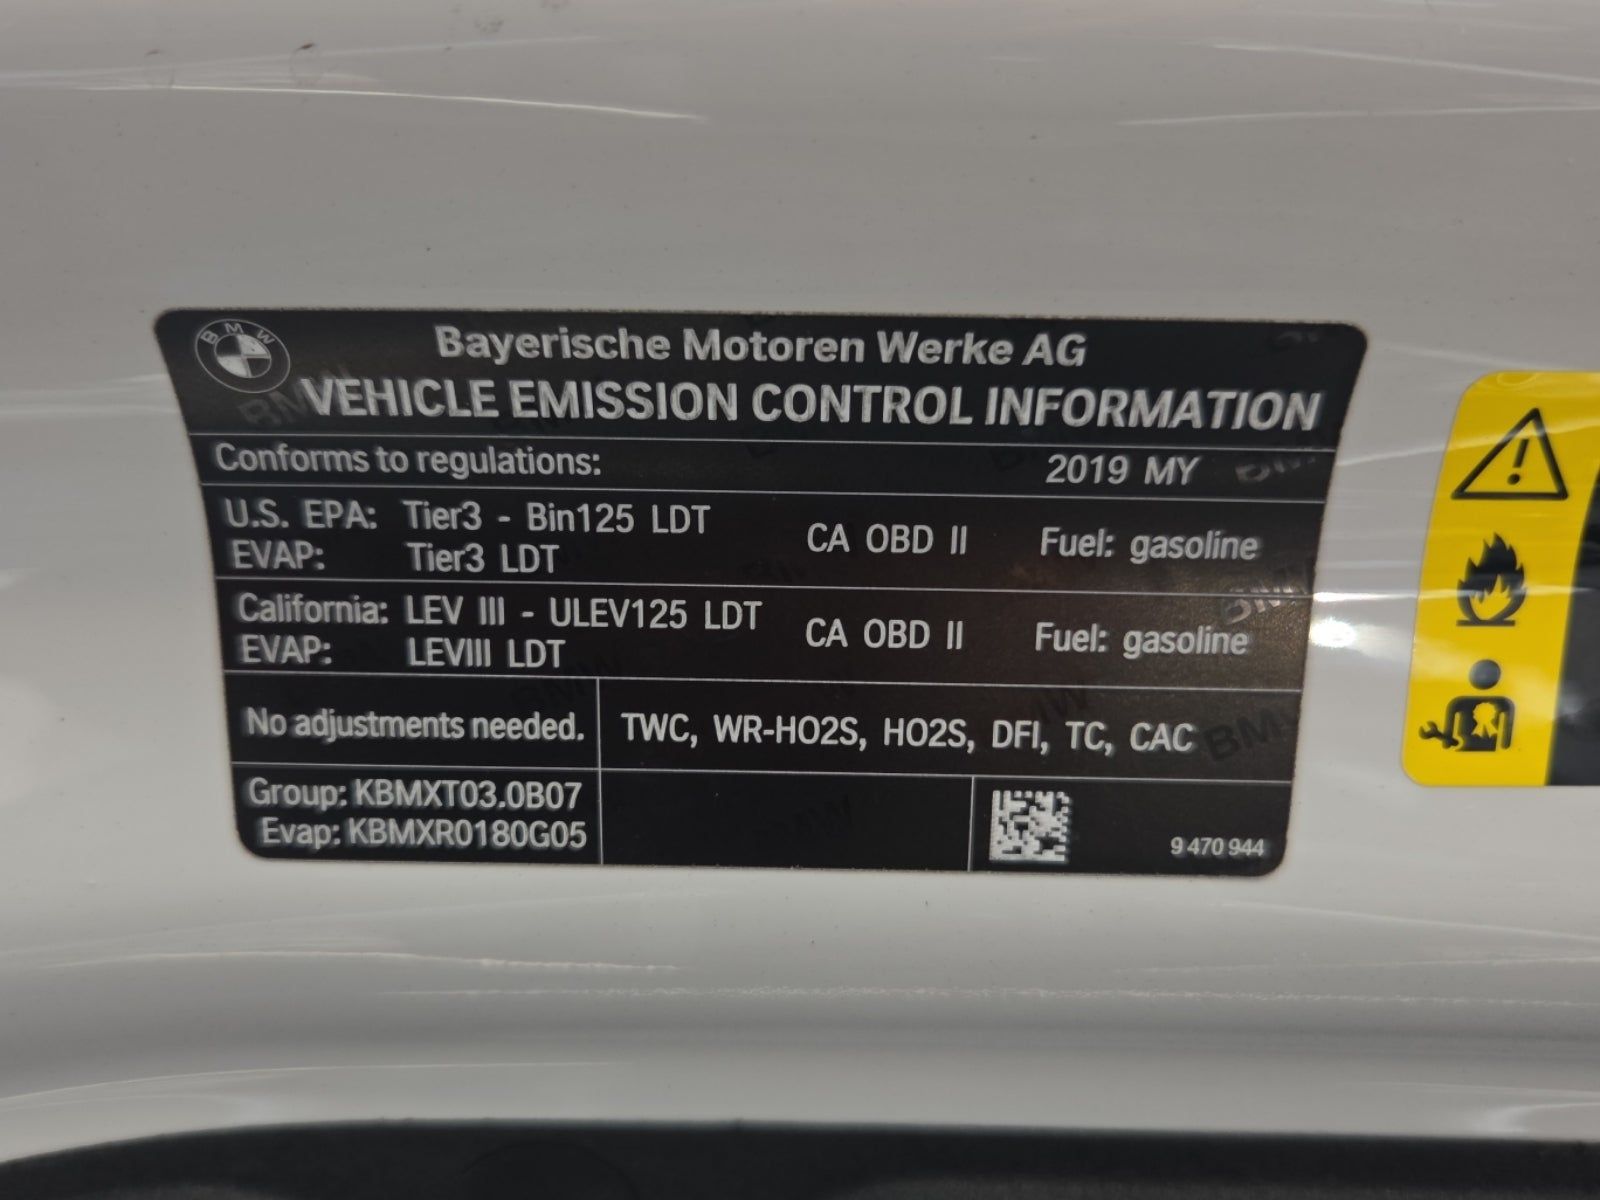 BMW
Bayerische Motoren Werke AG
VEHICLE EMISSION CONTROL INFORMATION
Conforms to regulations: 2019 MY
U.S. EPA: Tier3 - Bin125 LDT CA OBD II Fuel: gasoline
EVAP: Tier3 LDT
California: LEV III - ULEV125 LDT CA OBD II Fuel: gasoline
EVAP: LEVIII LDT
No adjustments needed. TWC, WR-HO2S, HO2S, DFI, TC, CAC
Group: KBMXT03.0B07
Evap: KBMXR0180G05
9 470 944